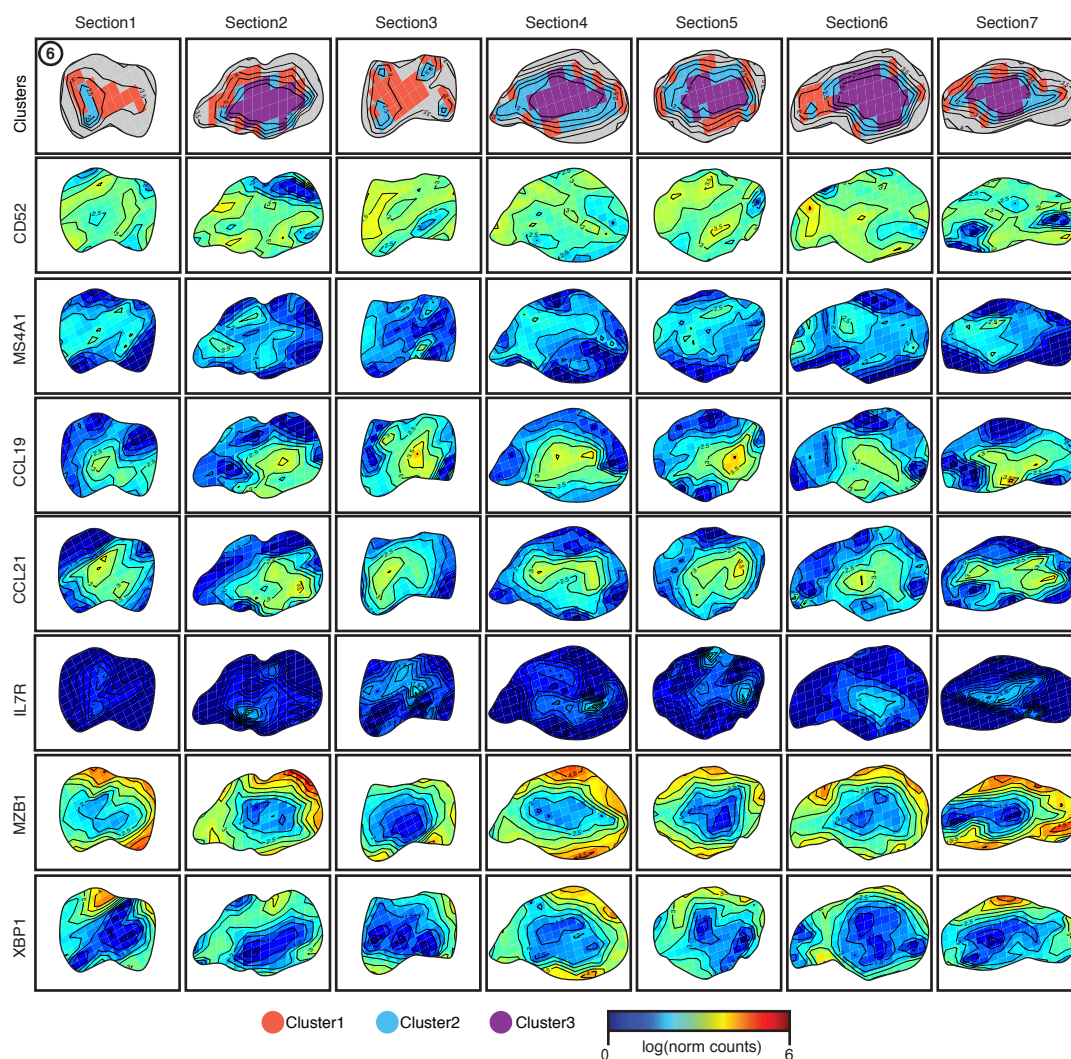 Section1 Section2 Section3 Section4 Section5 Section6 Section7
6
Clusters
CD52
MS4A1
CCL19
CCL21
IL7R
MZB1
XBP1
Cluster1 Cluster2 Cluster3
0 6
log(norm counts)